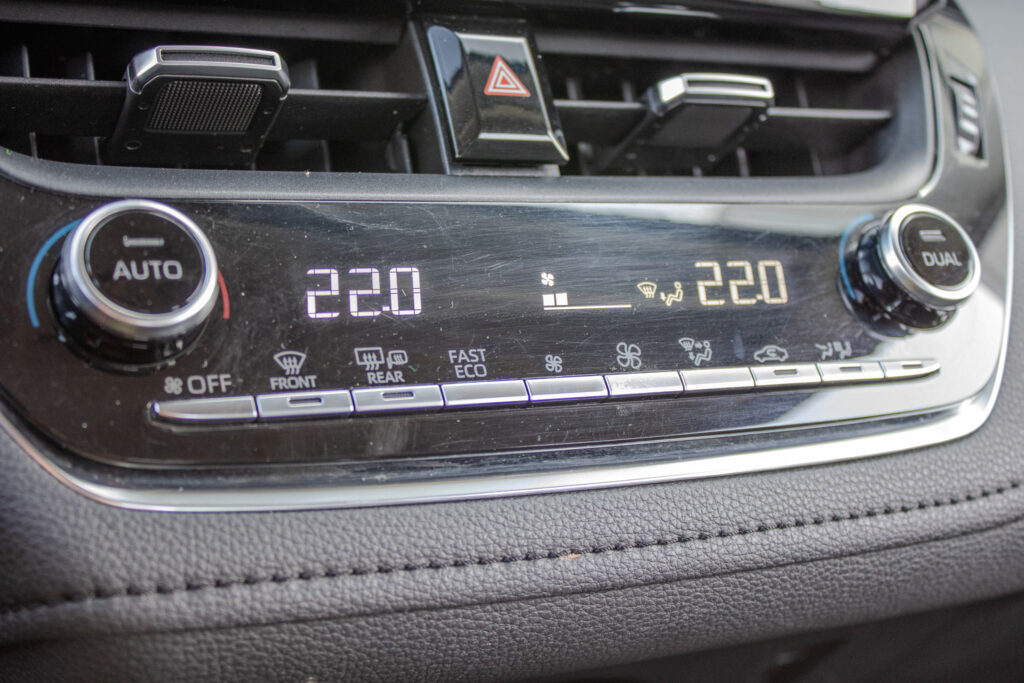 AUTO
DUAL
22.0
22.0
OFF
FRONT
REAR
FAST
ECO